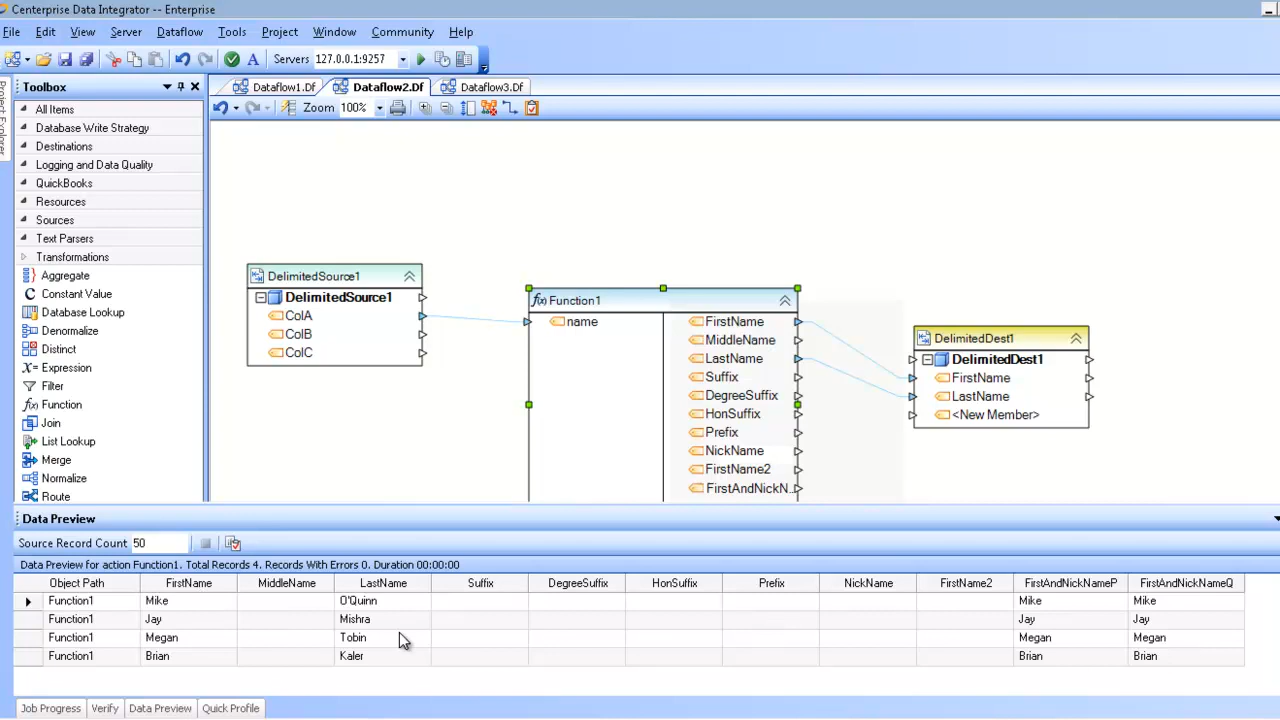 Centerprise Data Integrator -- Enterprise
File Edit View Server Dataflow Tools Project Window Community Help
Servers 127.0.0.1:9257
Project Explorer
Toolbox
Dataflow1.Df Dataflow2.Df Dataflow3.Df
Zoom 100%
All Items
Database Write Strategy
Destinations
Logging and Data Quality
QuickBooks
Resources
Sources
Text Parsers
Transformations
Aggregate
Constant Value
Database Lookup
Denormalize
Distinct
Expression
Filter
Function
Join
List Lookup
Merge
Normalize
Route
DelimitedSource1
DelimitedSource1
ColA
ColB
ColC
Function1
name
FirstName
MiddleName
LastName
Suffix
DegreeSuffix
HonSuffix
Prefix
NickName
FirstName2
FirstAndNickN...
DelimitedDest1
DelimitedDest1
FirstName
LastName
<New Member>
Data Preview
Source Record Count 50
Data Preview for action Function1. Total Records 4. Records With Errors 0. Duration 00:00:00
Object Path FirstName MiddleName LastName Suffix DegreeSuffix HonSuffix Prefix NickName FirstName2 FirstAndNickNameP FirstAndNickNameQ
Function1 Mike O'Quinn Mike Mike
Function1 Jay Mishra Jay Jay
Function1 Megan Tobin Megan Megan
Function1 Brian Kaler Brian Brian
Job Progress Verify Data Preview Quick Profile